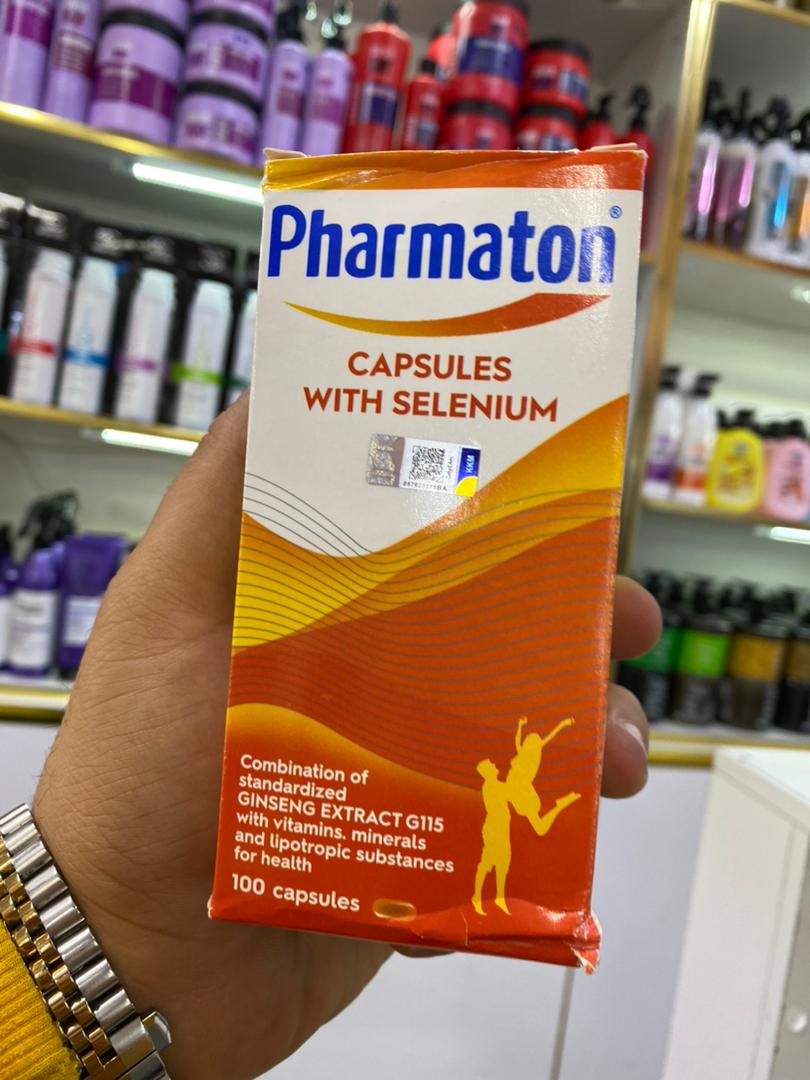 Pharmaton®
CAPSULES
WITH SELENIUM
KKM
Combination of
standardized
GINSENG EXTRACT G115
with vitamins. minerals
and lipotropic substances
for health
100 capsules